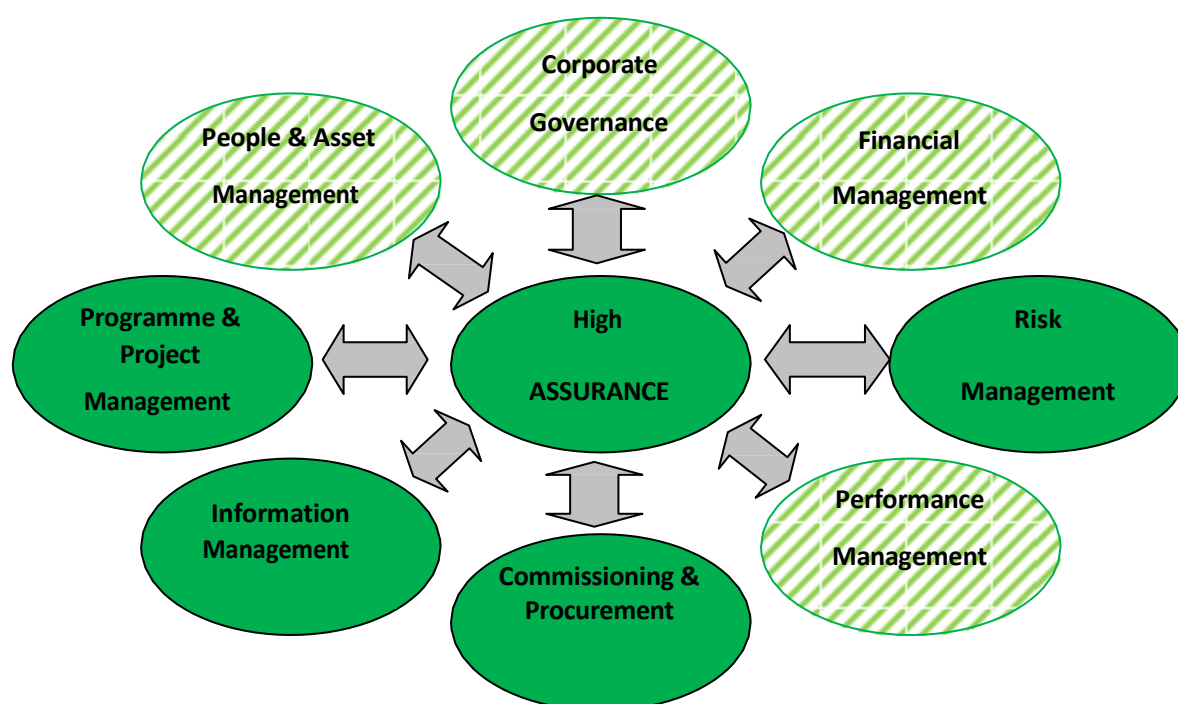 Corporate
Governance
People & Asset
Management
Financial
Management
Programme &
Project
Management
High
ASSURANCE
Risk
Management
Information
Management
Commissioning &
Procurement
Performance
Management